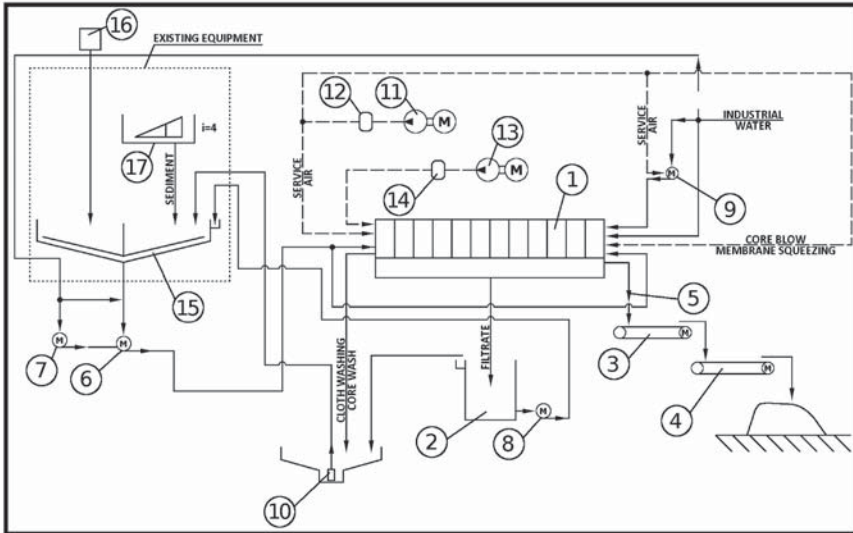 16
EXISTING EQUIPMENT
12
11
M
13
M
14
17
i=4
SEDIMENT
SERVICE
AIR
SERVICE
AIR
INDUSTRIAL
WATER
M
9
1
CORE BLOW
MEMBRANE SQUEEZING
15
5
7
M
6
M
3
M
4
M
CLOTH WASHING
CORE WASH
FILTRATE
2
M
8
10